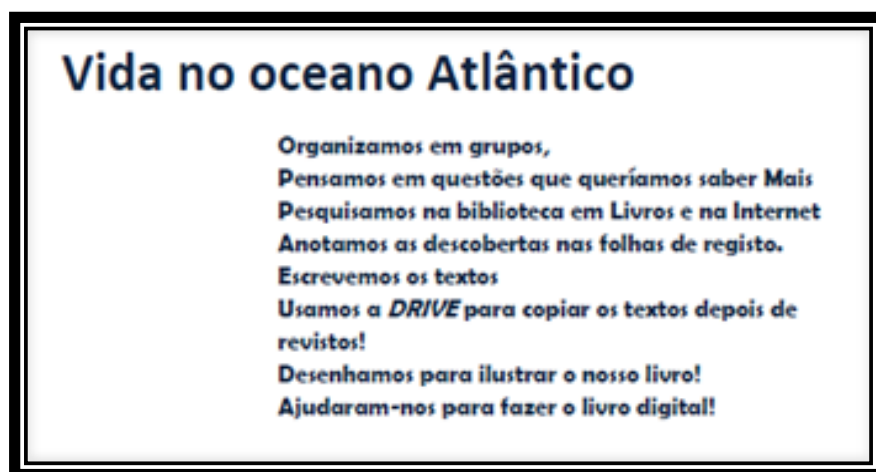 Vida no oceano Atlântico
Organizamos em grupos,
Pensamos em questões que queríamos saber Mais
Pesquisamos na biblioteca em Livros e na Internet
Anotamos as descobertas nas folhas de registo.
Escrevemos os textos
Usamos a DRIVE para copiar os textos depois de
revistos!
Desenhamos para ilustrar o nosso livro!
Ajudaram-nos para fazer o livro digital!